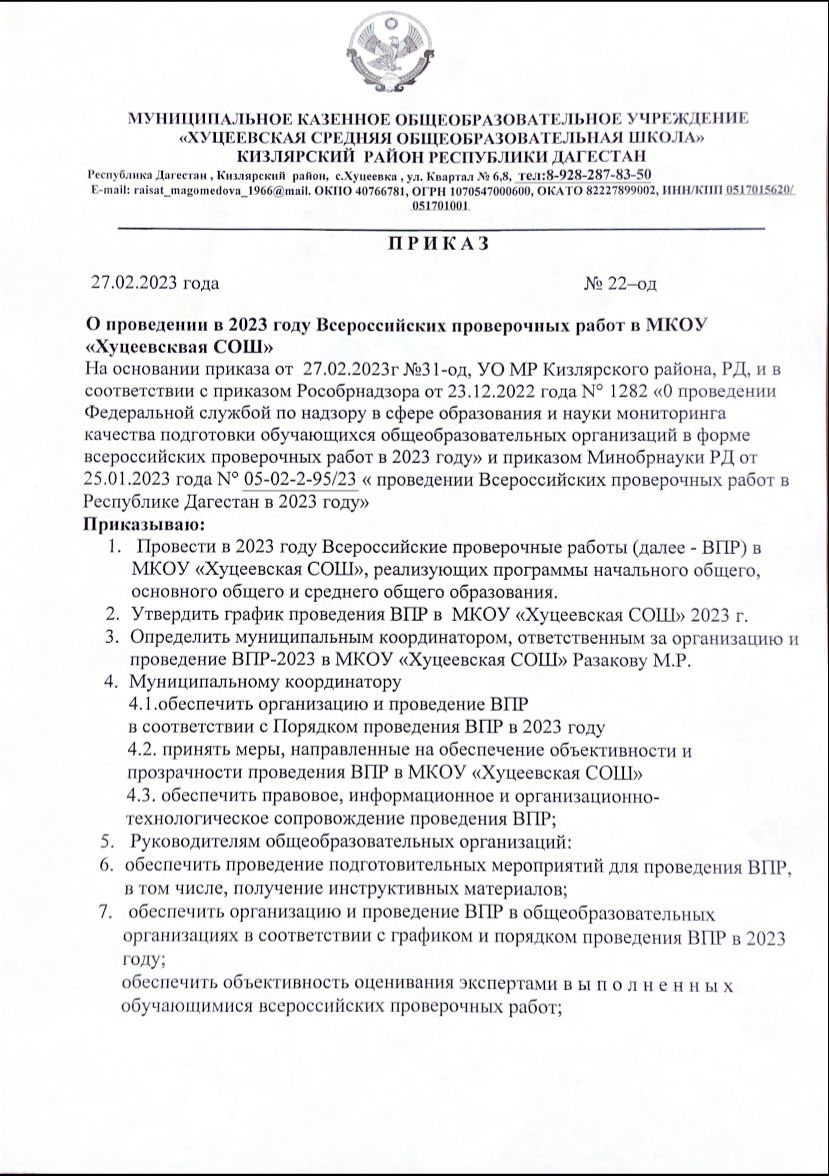 МУНИЦИПАЛЬНОЕ КАЗЕННОЕ ОБЩЕОБРАЗОВАТЕЛЬНОЕ УЧРЕЖДЕНИЕ
«ХУЦЕЕВСКАЯ СРЕДНЯЯ ОБЩЕОБРАЗОВАТЕЛЬНАЯ ШКОЛА»
КИЗЛЯРСКИЙ РАЙОН РЕСПУБЛИКИ ДАГЕСТАН
Республика Дагестан , Кизлярский район, с.Хуцеевка , ул. Квартал № 6,8, тел:8-928-287-83-50
E-mail: raisat_magomedova_1966@mail. ОКПО 40766781, ОГРН 1070547000600, ОКАТО 82227899002, ИНН/КПП 0517015620/
051701001
П Р И К А З
27.02.2023 года № 22–од
О проведении в 2023 году Всероссийских проверочных работ в МКОУ
«Хуцеевсквая СОШ»
На основании приказа от 27.02.2023г №31-од, УО МР Кизлярского района, РД, и в
соответствии с приказом Рособрнадзора от 23.12.2022 года N° 1282 «0 проведении
Федеральной службой по надзору в сфере образования и науки мониторинга
качества подготовки обучающихся общеобразовательных организаций в форме
всероссийских проверочных работ в 2023 году» и приказом Минобрнауки РД от
25.01.2023 года N° 05-02-2-95/23 « проведении Всероссийских проверочных работ в
Республике Дагестан в 2023 году»
Приказываю:
1. Провести в 2023 году Всероссийские проверочные работы (далее - ВПР) в
МКОУ «Хуцеевская СОШ», реализующих программы начального общего,
основного общего и среднего общего образования.
2. Утвердить график проведения ВПР в МКОУ «Хуцеевская СОШ» 2023 г.
3. Определить муниципальным координатором, ответственным за организацию и
проведение ВПР-2023 в МКОУ «Хуцеевская СОШ» Разакову М.Р.
4. Муниципальному координатору
4.1.обеспечить организацию и проведение ВПР
в соответствии с Порядком проведения ВПР в 2023 году
4.2. принять меры, направленные на обеспечение объективности и
прозрачности проведения ВПР в МКОУ «Хуцеевская СОШ»
4.3. обеспечить правовое, информационное и организационно-
технологическое сопровождение проведения ВПР;
5. Руководителям общеобразовательных организаций:
6. обеспечить проведение подготовительных мероприятий для проведения ВПР,
в том числе, получение инструктивных материалов;
7. обеспечить организацию и проведение ВПР в общеобразовательных
организациях в соответствии с графиком и порядком проведения ВПР в 2023
году;
обеспечить объективность оценивания экспертами в ы п о л н е н н ы х
обучающимися всероссийских проверочных работ;